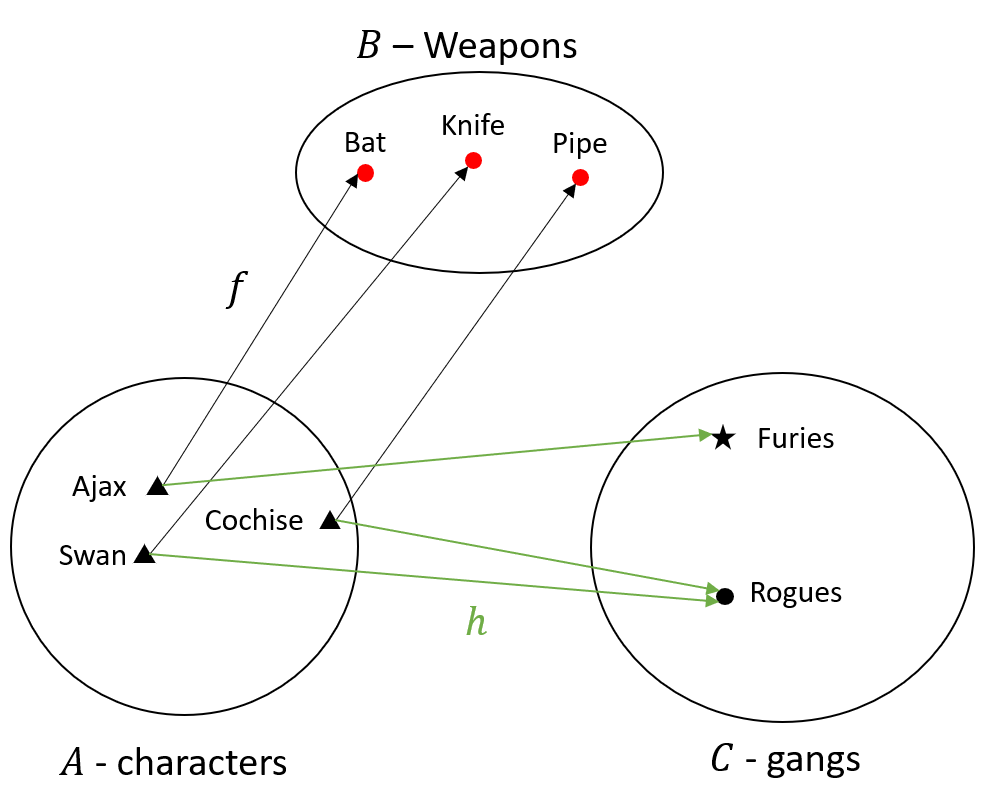 B – Weapons
Knife
Bat
Pipe
f
Furies
Ajax
Cochise
Swan
Rogues
h
A - characters
C - gangs